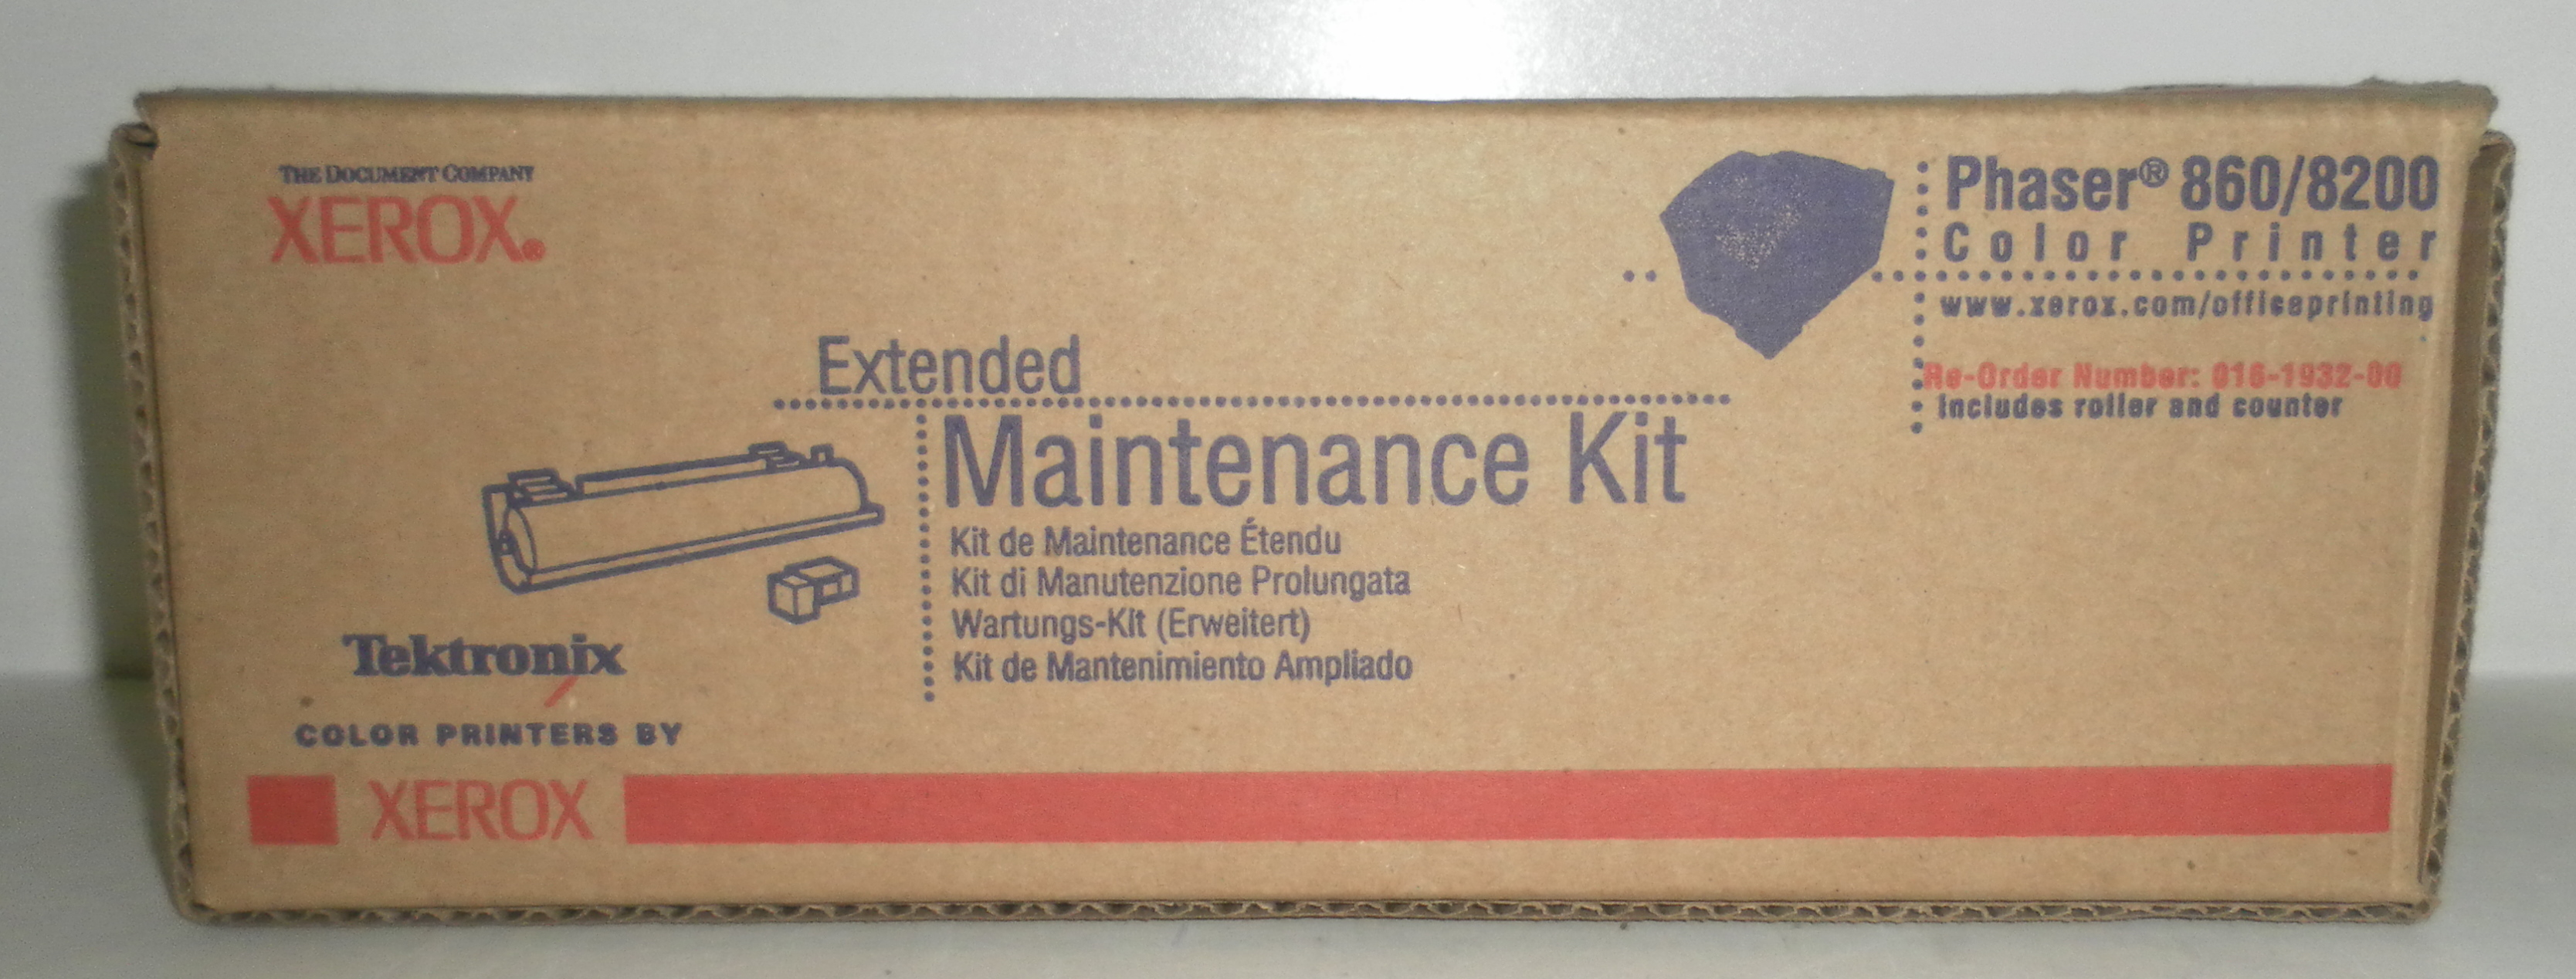 THE DOCUMENT COMPANY
XEROX®
Phaser® 860/8200
Color Printer
www.xerox.com/officeprinting
Re-Order Number: 016-1932-00
Includes roller and counter
Extended
Maintenance Kit
Kit de Maintenance Étendu
Kit di Manutenzione Prolungata
Wartungs-Kit (Erweitert)
Kit de Mantenimiento Ampliado
Tektronix
COLOR PRINTERS BY
XEROX